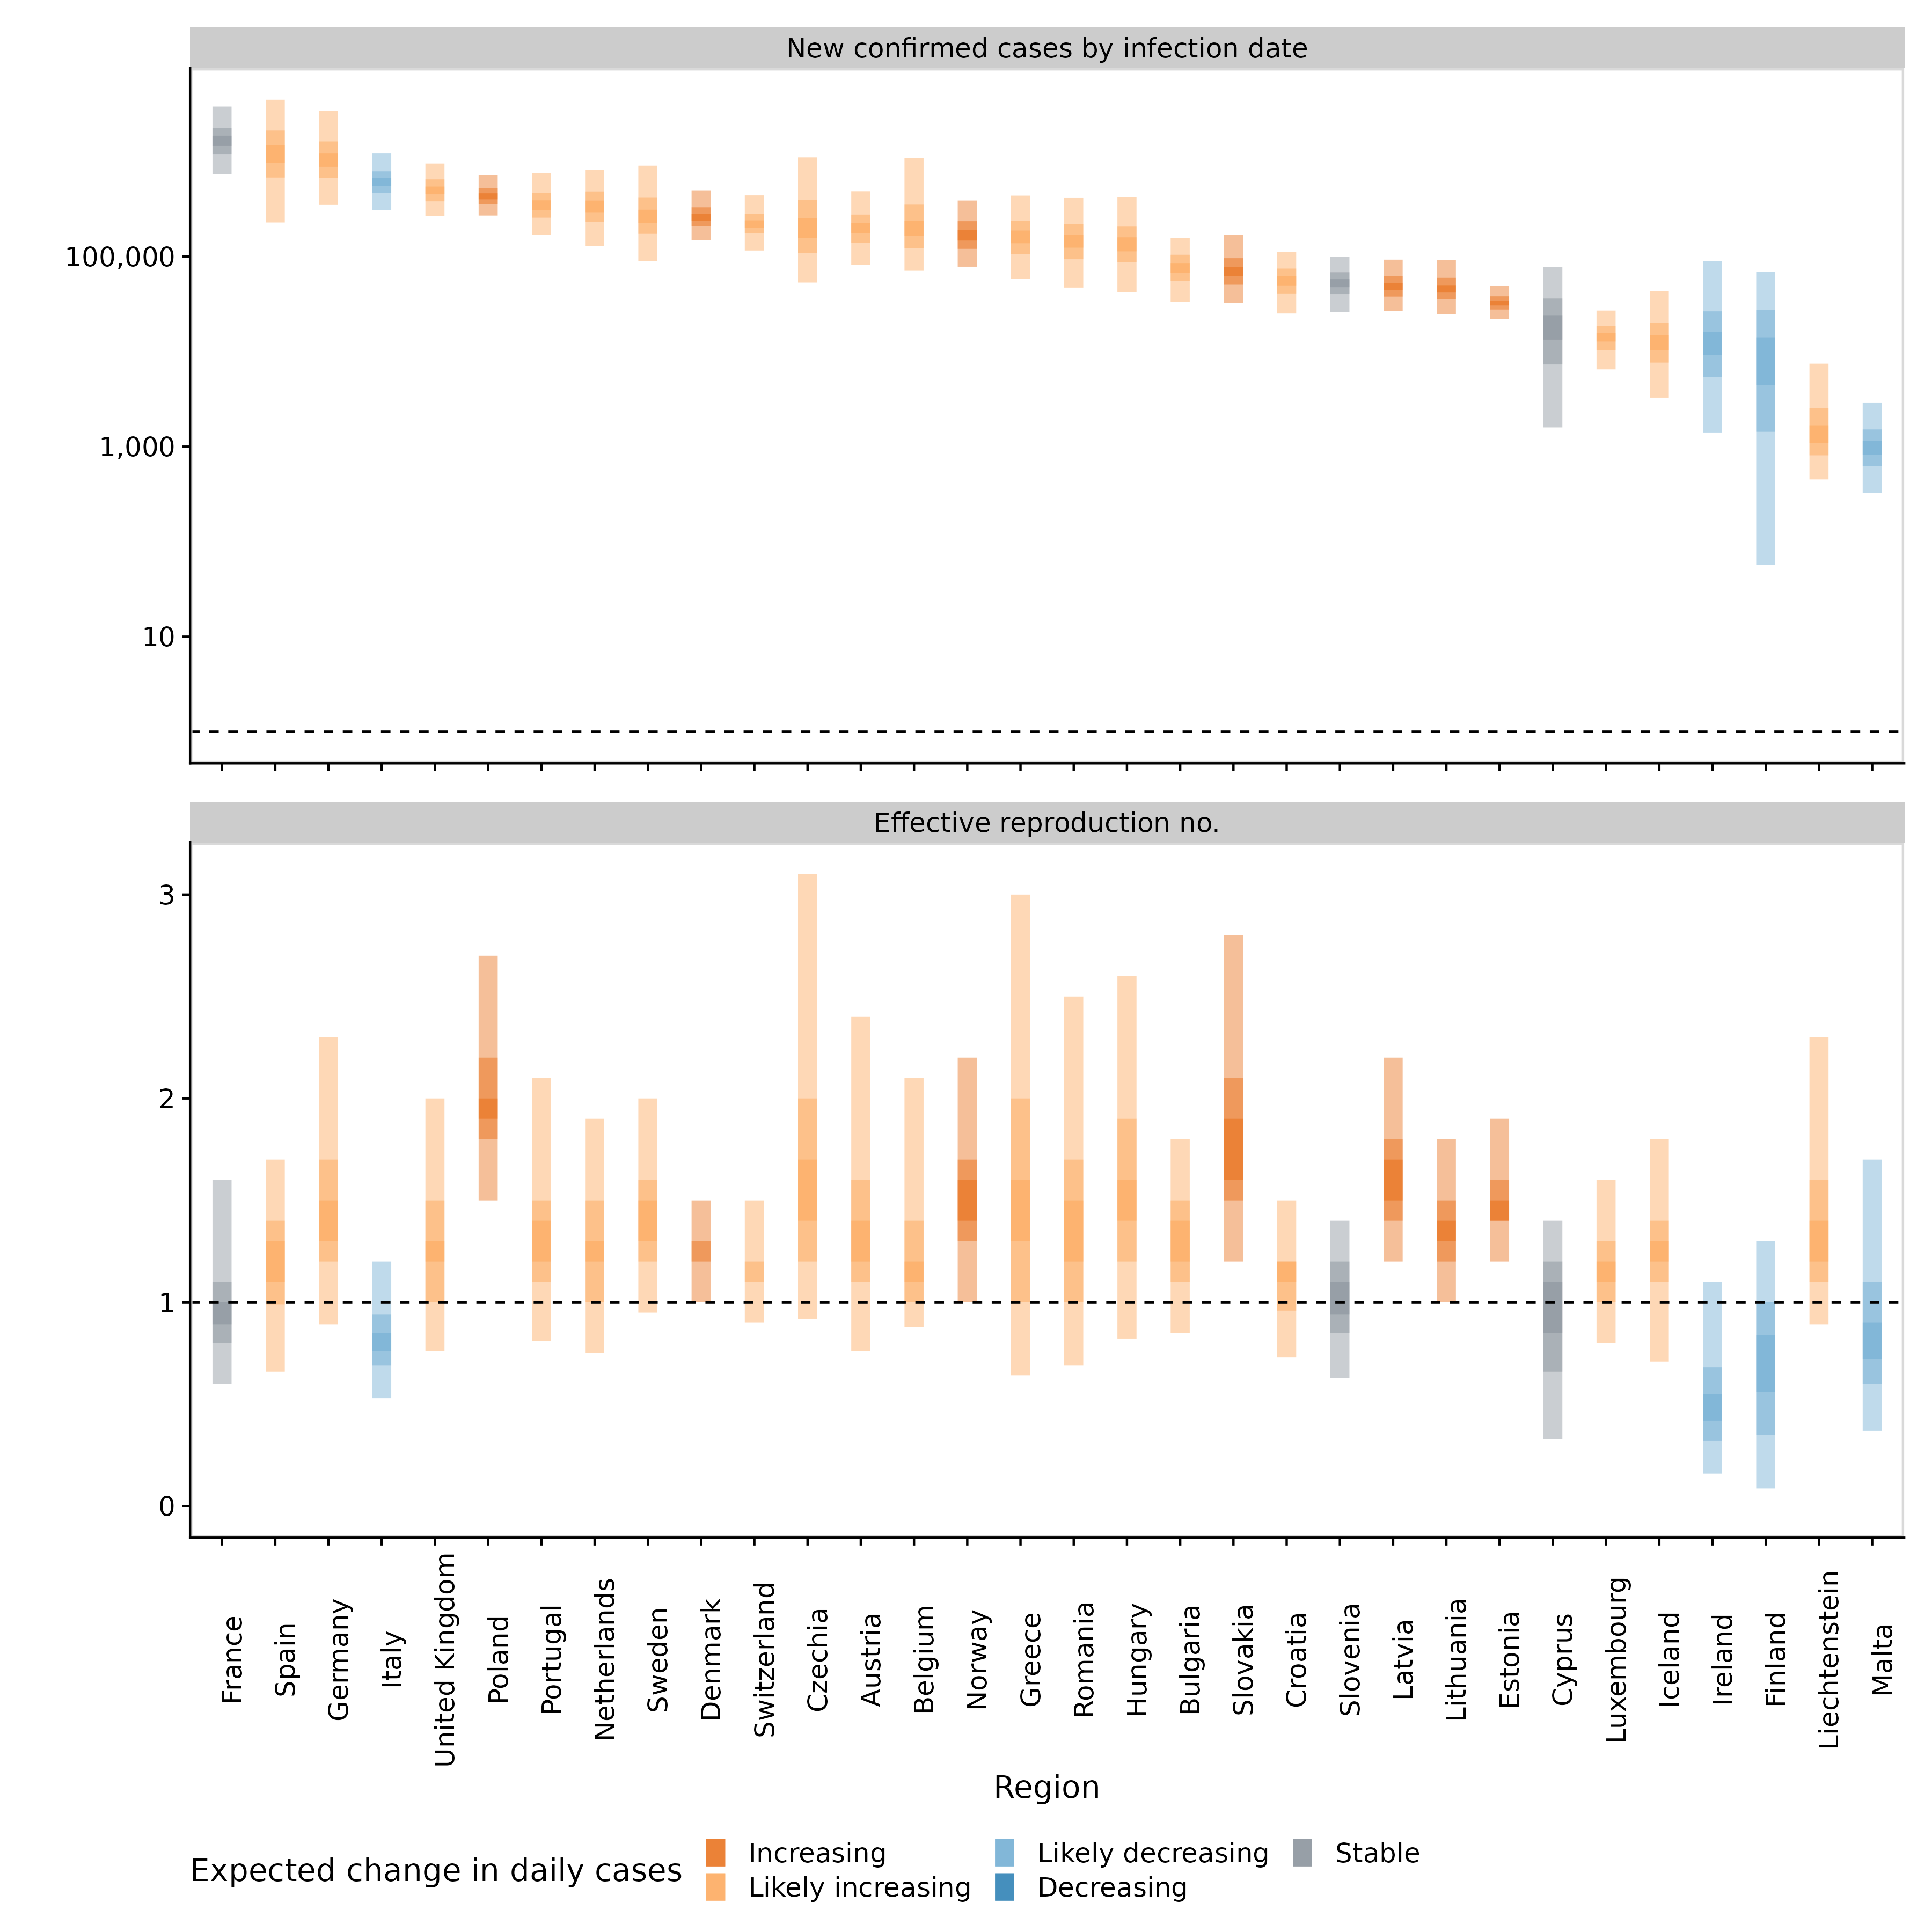 New confirmed cases by infection date
100,000
1,000
10
Effective reproduction no.
3
2
1
0
France
Spain
Germany
Italy
United Kingdom
Poland
Portugal
Netherlands
Sweden
Denmark
Switzerland
Czechia
Austria
Belgium
Norway
Greece
Romania
Hungary
Bulgaria
Slovakia
Croatia
Slovenia
Latvia
Lithuania
Estonia
Cyprus
Luxembourg
Iceland
Ireland
Finland
Liechtenstein
Malta
Region
Expected change in daily cases
Increasing
Likely increasing
Likely decreasing
Decreasing
Stable